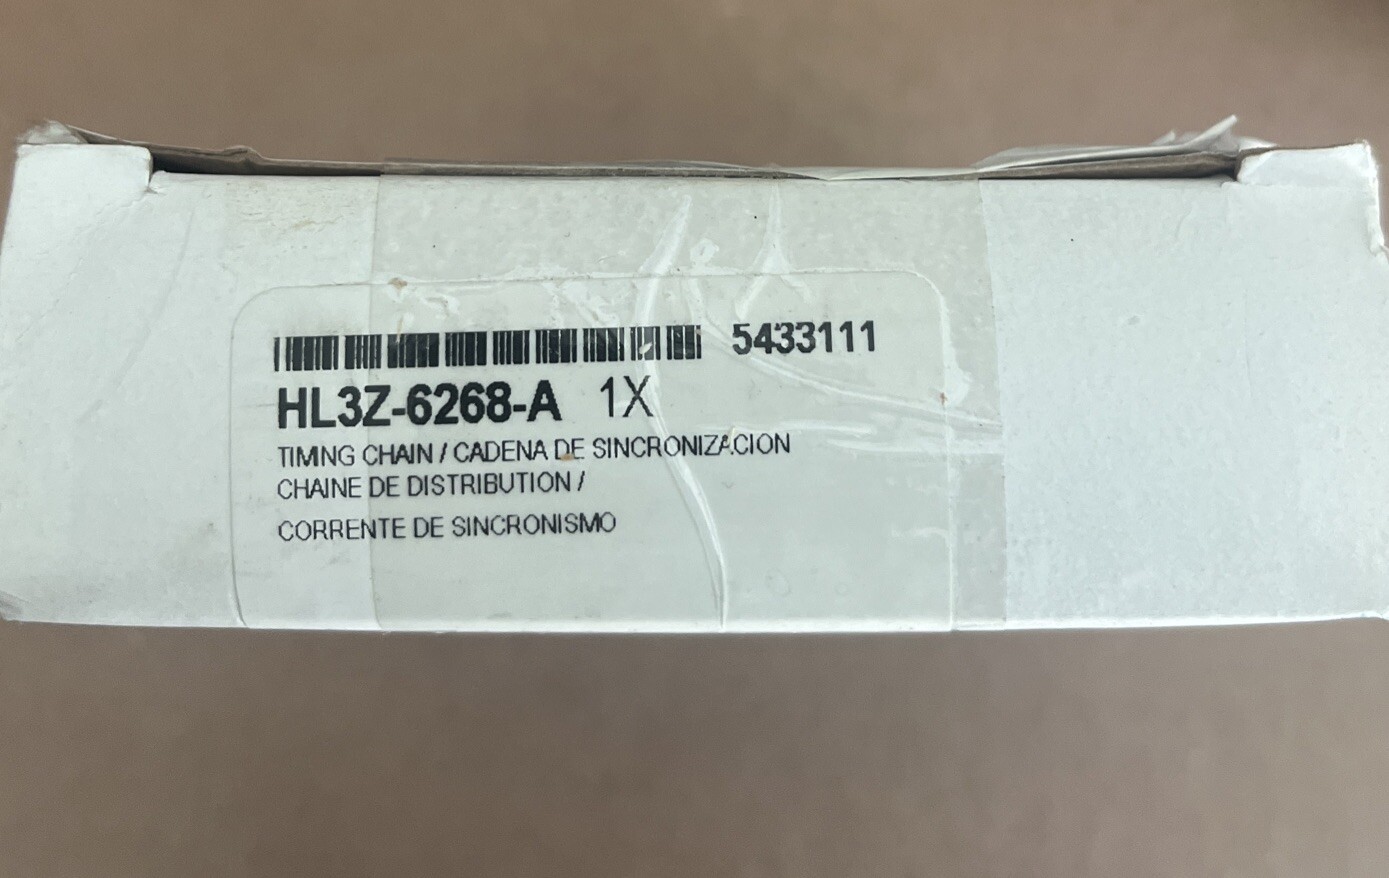 5433111
HL3Z-6268-A 1X
TIMING CHAIN / CADENA DE SINCRONIZACION
CHAINE DE DISTRIBUTION /
CORRENTE DE SINCRONISMO